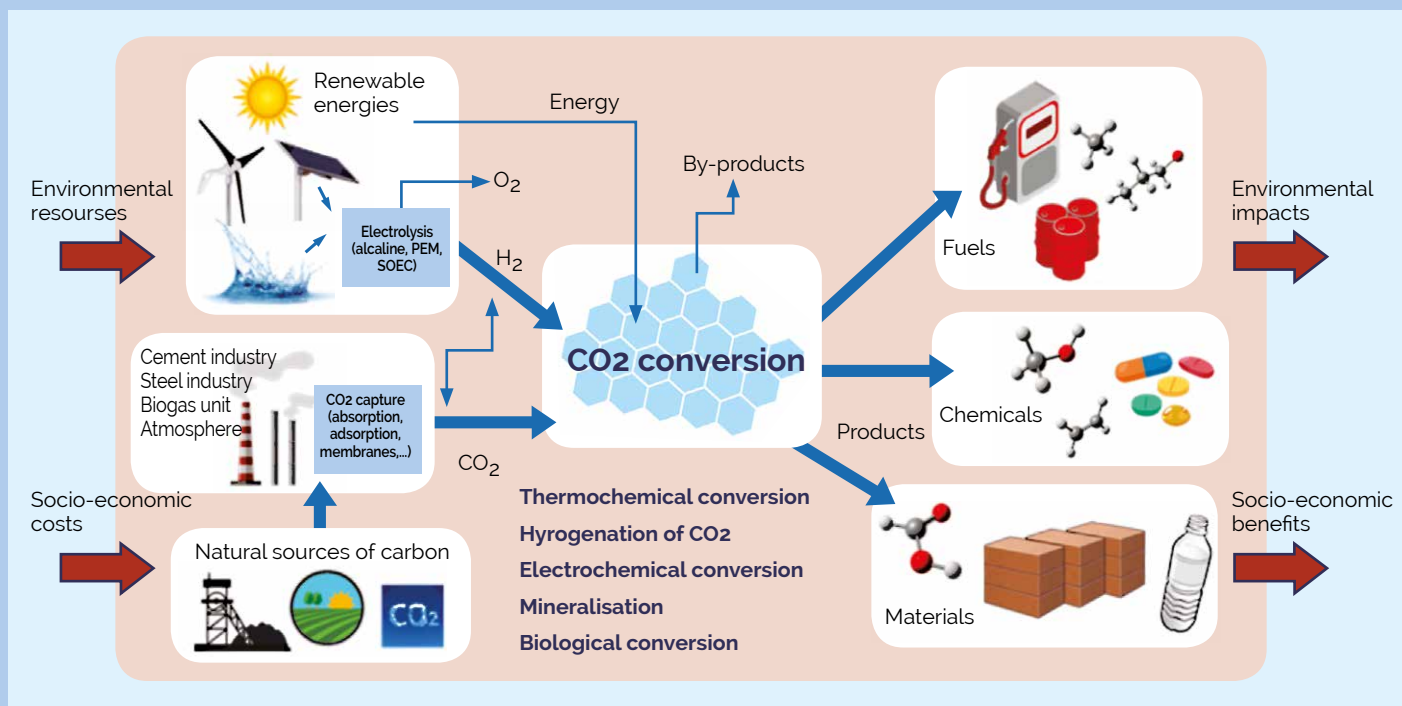 Renewable
energies
Energy
By-products
O2
Environmental
resourses
Electrolysis
(alcaline, PEM,
SOEC)
H2
Fuels
Environmental
impacts
Cement industry
Steel industry
Biogas unit
Atmosphere
CO2 capture
(absorption,
adsorption,
membranes,...)
CO2
CO2 conversion
Chemicals
Products
Socio-economic
costs
Natural sources of carbon
CO2
Thermochemical conversion
Hyrogenation of CO2
Electrochemical conversion
Mineralisation
Biological conversion
Materials
Socio-economic
benefits